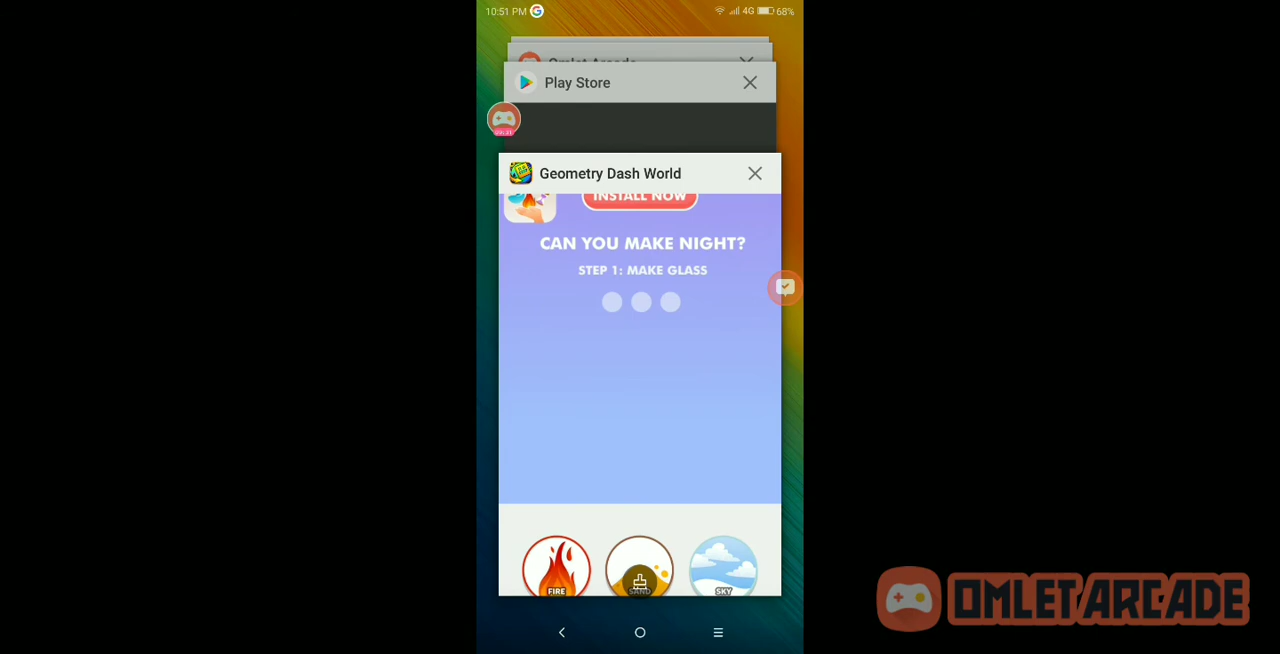 10:51 PM
4G
68%
Omlet Arcade
Play Store
Geometry Dash World
INSTALL NOW
CAN YOU MAKE NIGHT?
STEP 1: MAKE GLASS
FIRE
SAND
SKY
OMLET ARCADE